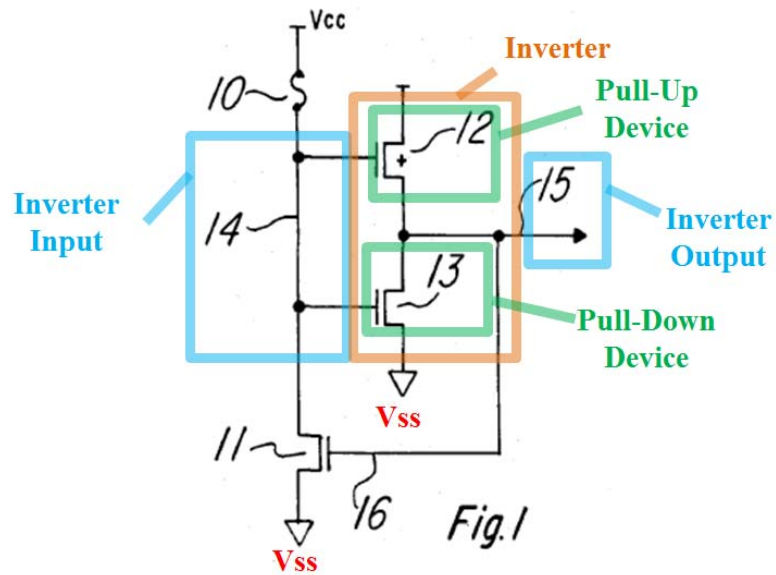 Vcc
Inverter
10
Pull-Up
Device
12
15
Inverter
Input
14
Inverter
Output
13
Pull-Down
Device
Vss
11
16
Fig.1
Vss